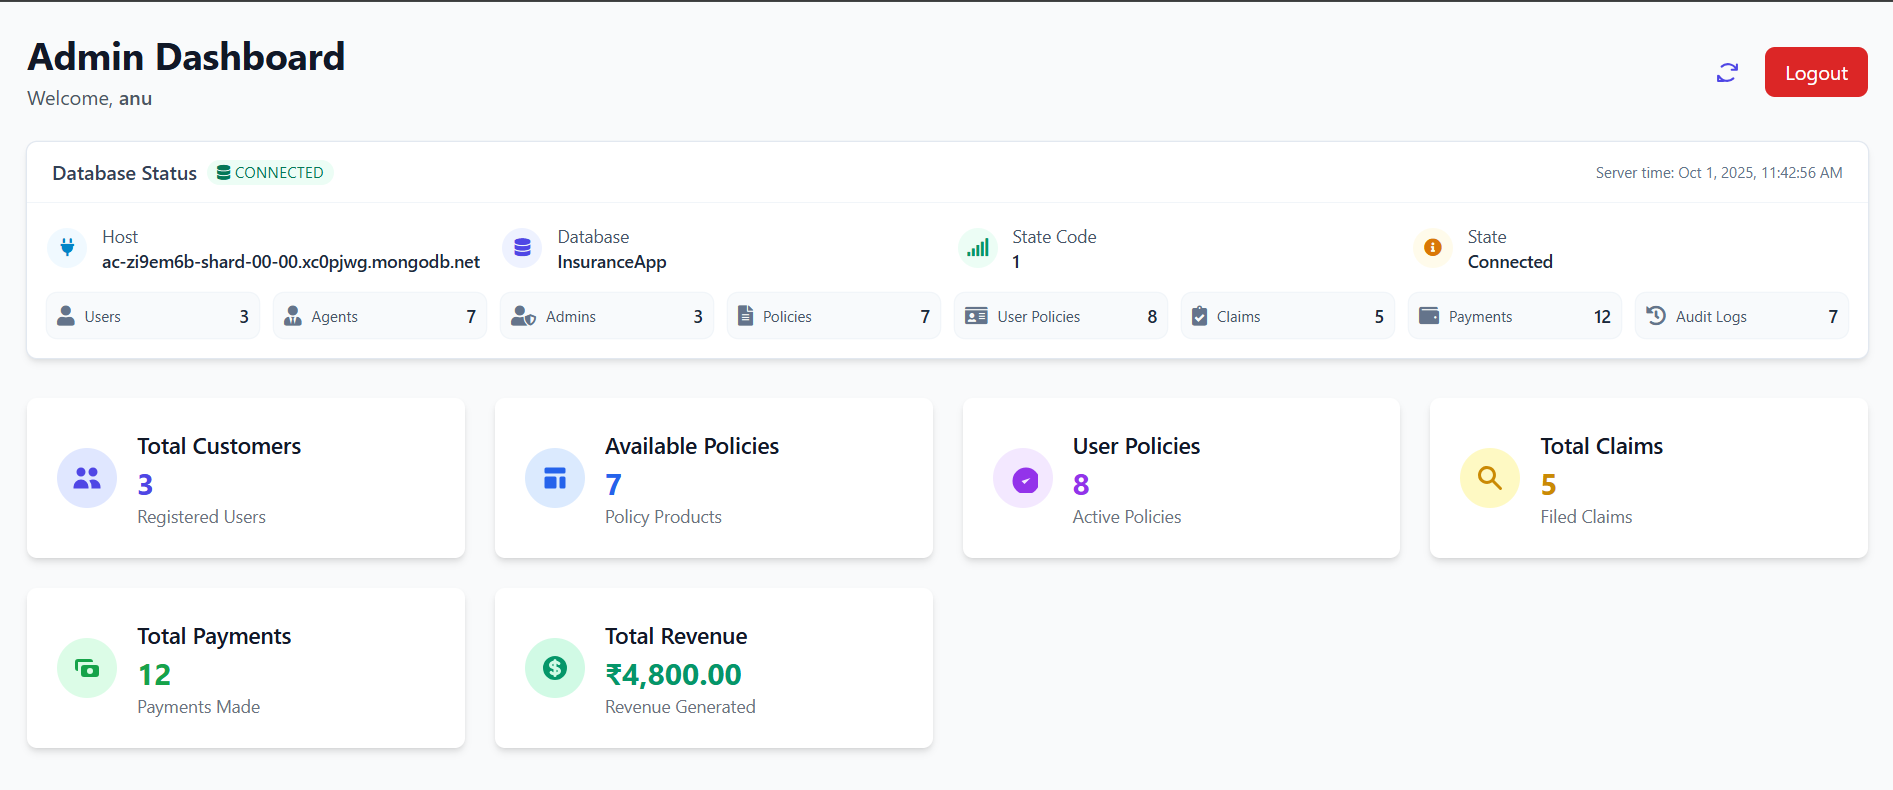 Admin Dashboard
Welcome, anu
Logout
Database Status CONNECTED Server time: Oct 1, 2025, 11:42:56 AM
Host
ac-zi9em6b-shard-00-00.xc0pjwg.mongodb.net
Database
InsuranceApp
State Code
1
State
Connected
Users 3
Agents 7
Admins 3
Policies 7
User Policies 8
Claims 5
Payments 12
Audit Logs 7
Total Customers
3
Registered Users
Available Policies
7
Policy Products
User Policies
8
Active Policies
Total Claims
5
Filed Claims
Total Payments
12
Payments Made
Total Revenue
₹4,800.00
Revenue Generated